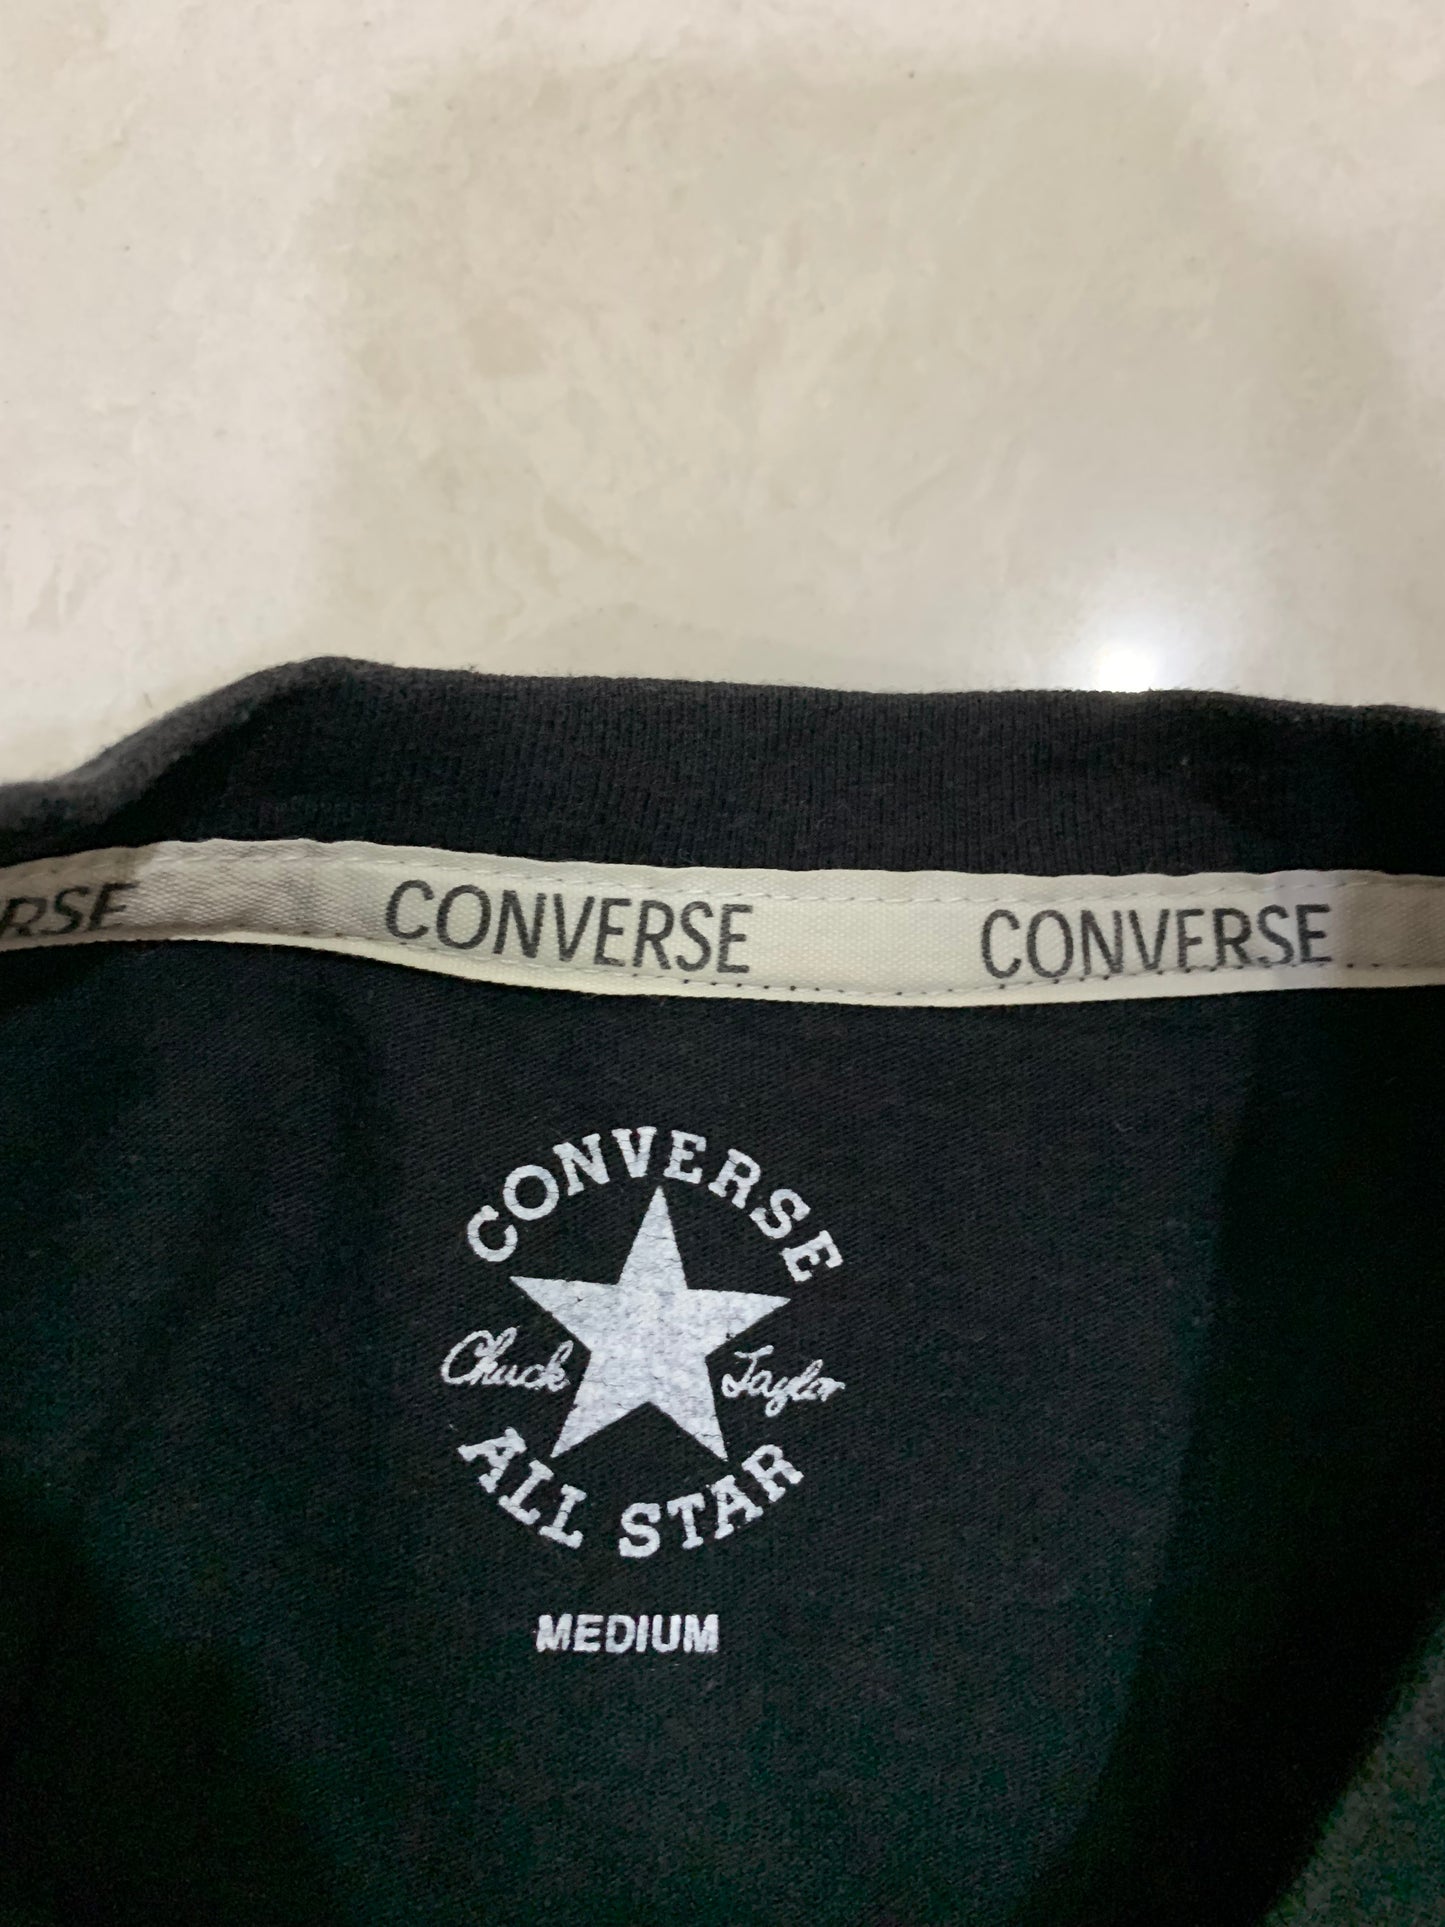 RSE CONVERSE CONVERSE
CONVERSE
Chuck Taylor
ALL STAR
MEDIUM